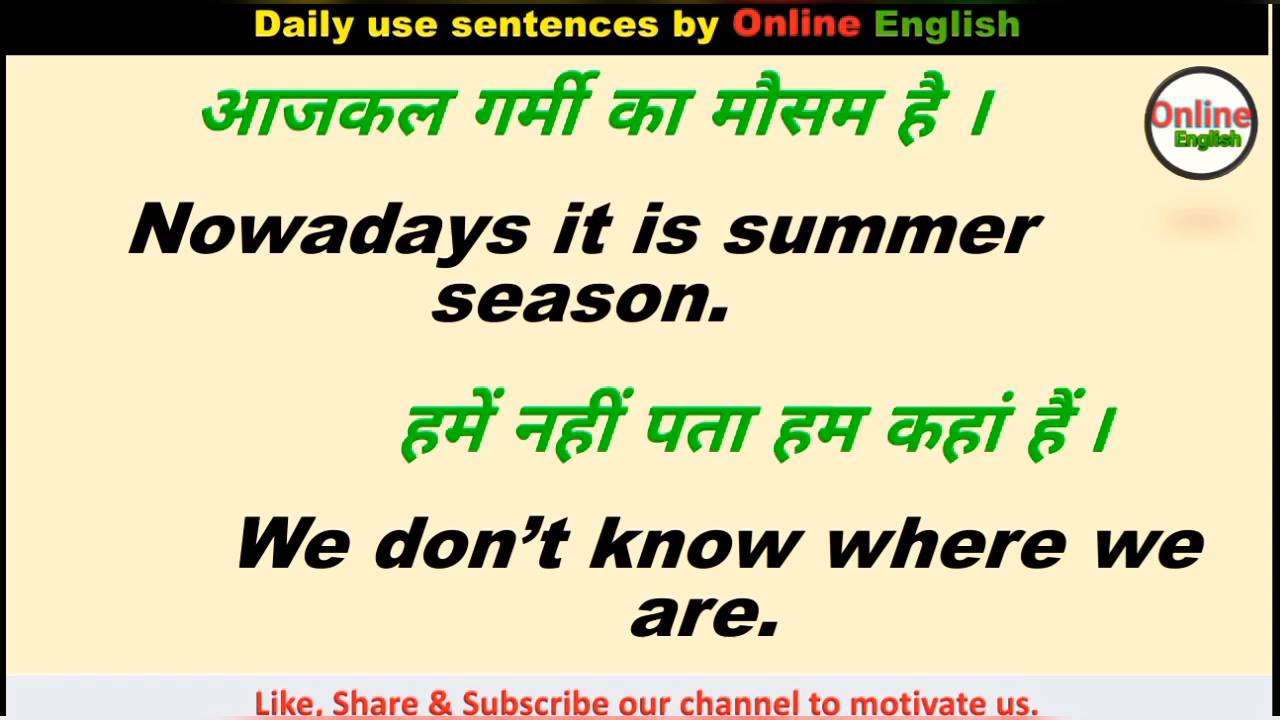 Daily use sentences by Online English
आजकल गर्मी का मौसम है ।
Online
English
Nowadays it is summer
season.
हमें नहीं पता हम कहां हैं ।
We don’t know where we
are.
Like, Share & Subscribe our channel to motivate us.